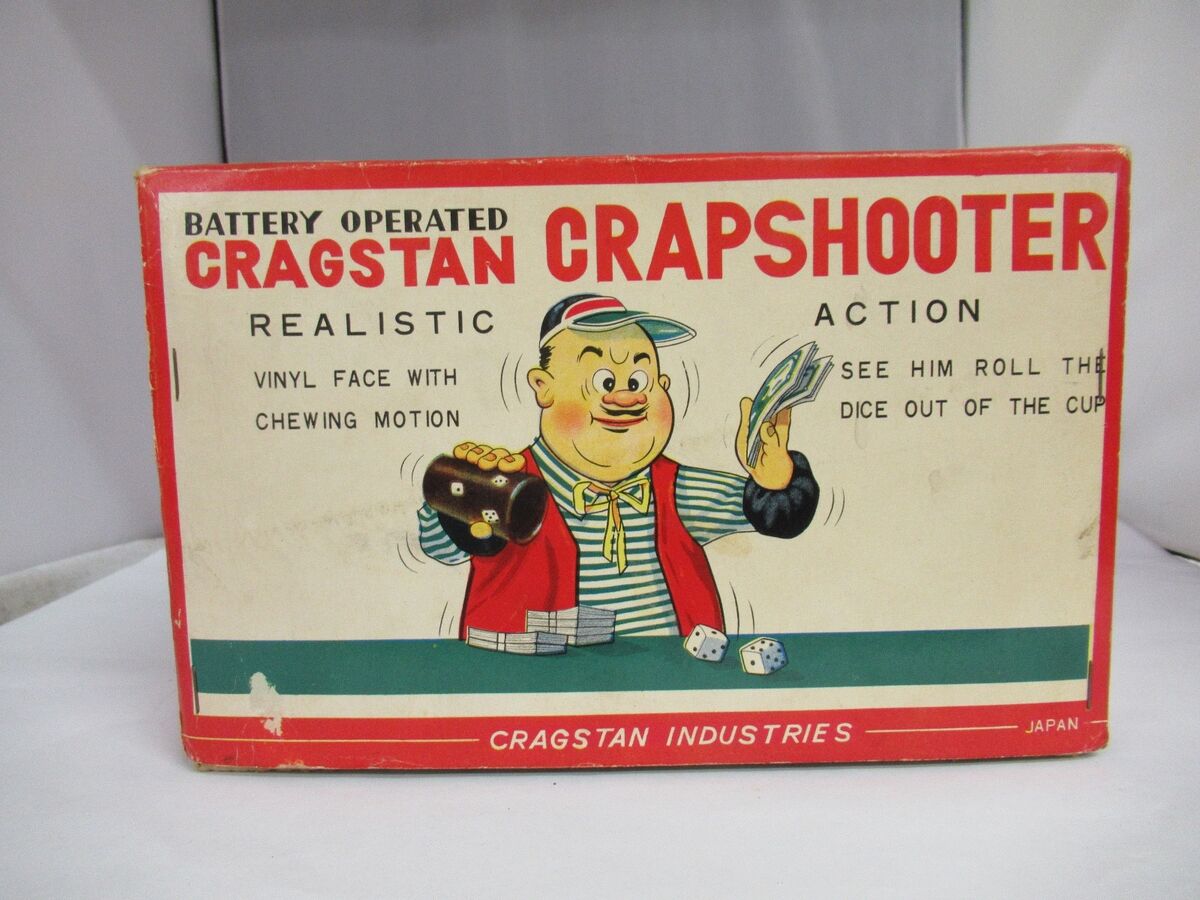 BATTERY OPERATED
CRAGSTAN CRAPSHOOTER
REALISTIC ACTION
VINYL FACE WITH
CHEWING MOTION
SEE HIM ROLL THE
DICE OUT OF THE CUP
CRAGSTAN INDUSTRIES
JAPAN